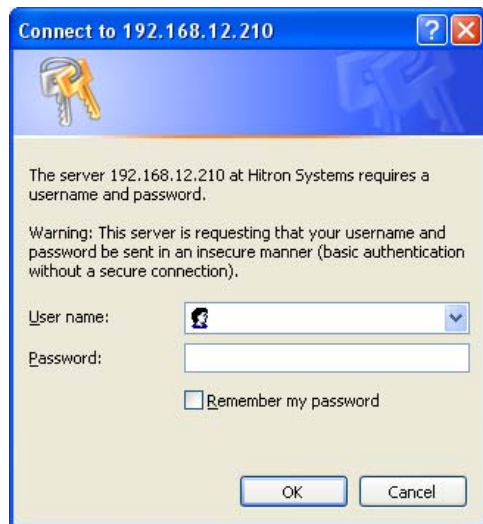 Connect to 192.168.12.210
The server 192.168.12.210 at Hitron Systems requires a
username and password.
Warning: This server is requesting that your username and
password be sent in an insecure manner (basic authentication
without a secure connection).
User name:
Password:
Remember my password
OK
Cancel